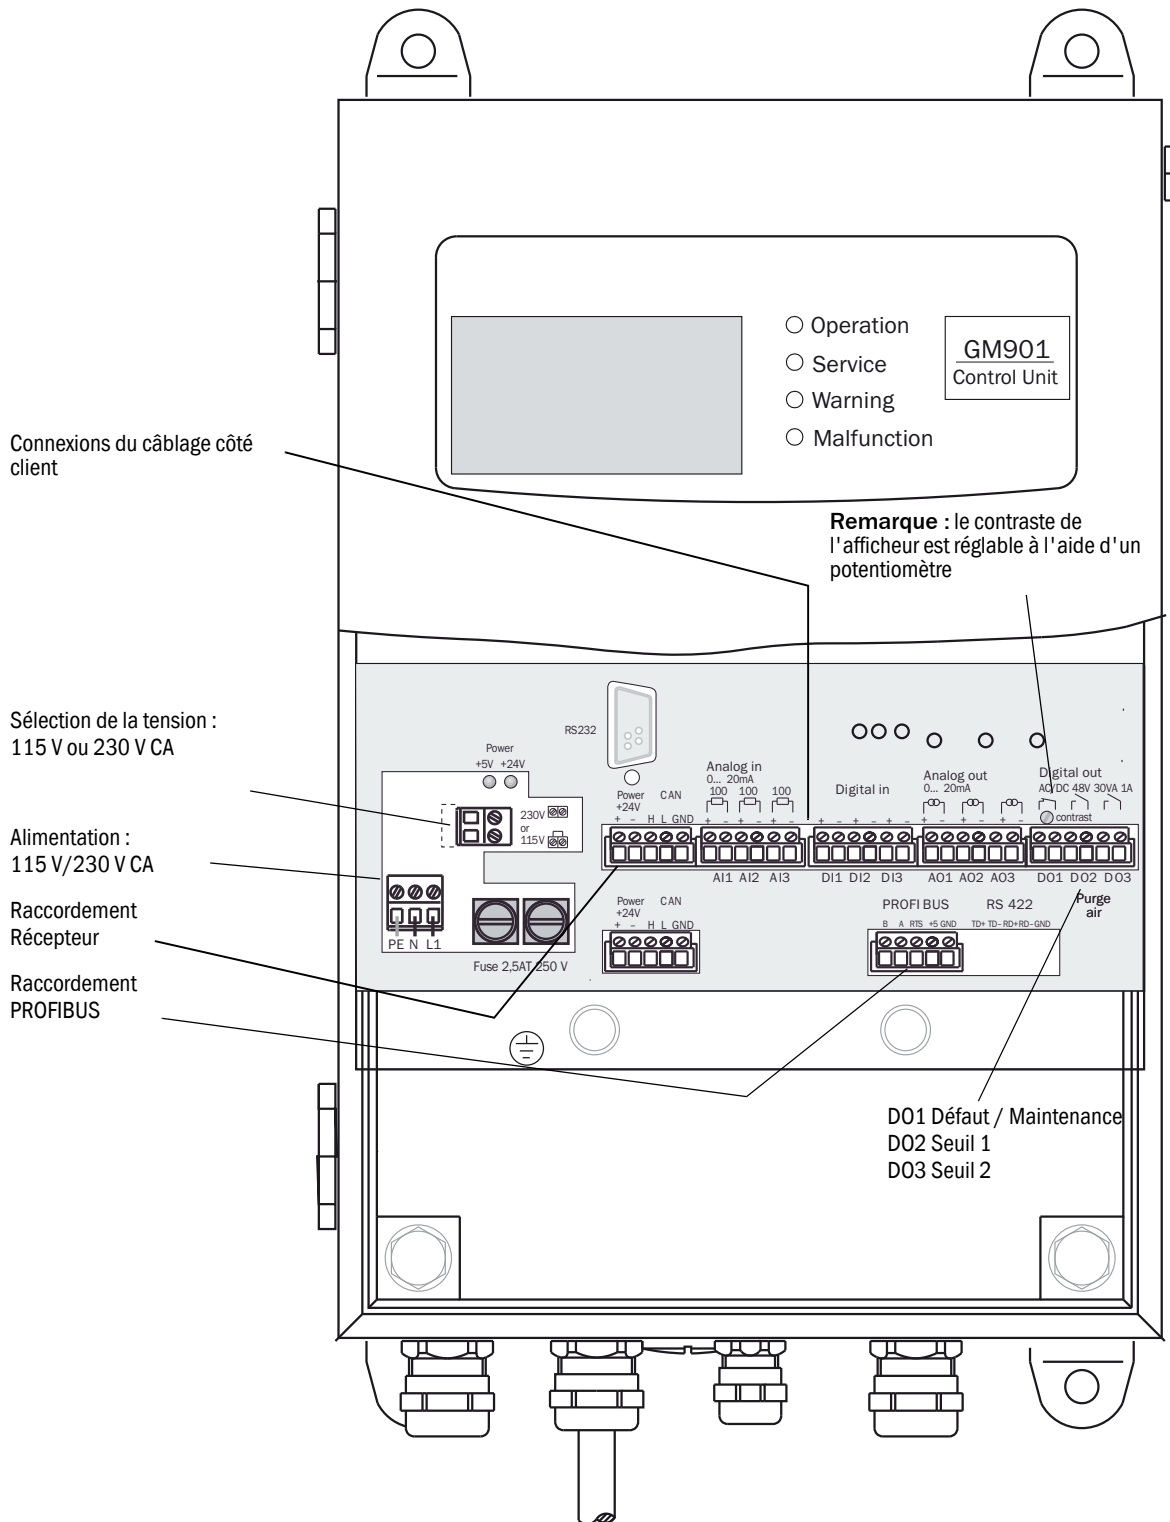 Operation
Service
Warning
Malfunction
GM901
Control Unit
Connexions du câblage côté
client
Remarque : le contraste de
l'afficheur est réglable à l'aide d'un
potentiomètre
Sélection de la tension :
115 V ou 230 V CA
Alimentation :
115 V/230 V CA
Raccordement
Récepteur
Raccordement
PROFIBUS
RS232
Power
+5V +24V
230V
or
115V
PE N L1
Fuse 2,5AT 250 V
Power
+24V
CAN
+ – H L GND
Analog in
0... 20mA
100 100 100
+ – + – + –
AI1 AI2 AI3
Digital in
+ – + – + –
DI1 DI2 DI3
Analog out
0... 20mA
+ – + – + –
AO1 AO2 AO3
Digital out
AC/DC 48V 30VA 1A
contrast
DO1 DO2 DO3
Purge
air
Power
+24V
CAN
+ – H L GND
PROFIBUS
B A RTS +5 GND
RS 422
TD+ TD- RD+ RD- GND
DO1 Défaut / Maintenance
DO2 Seuil 1
DO3 Seuil 2